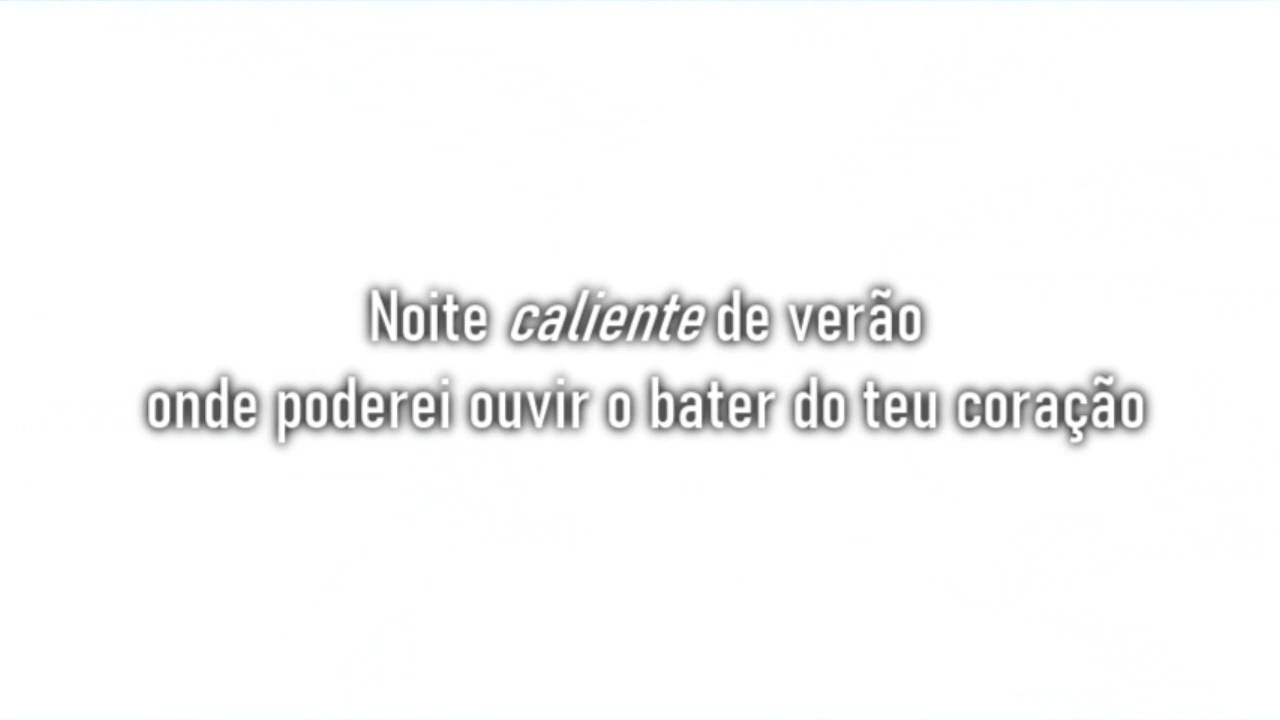 Noite caliente de verão
onde poderei ouvir o bater do teu coração